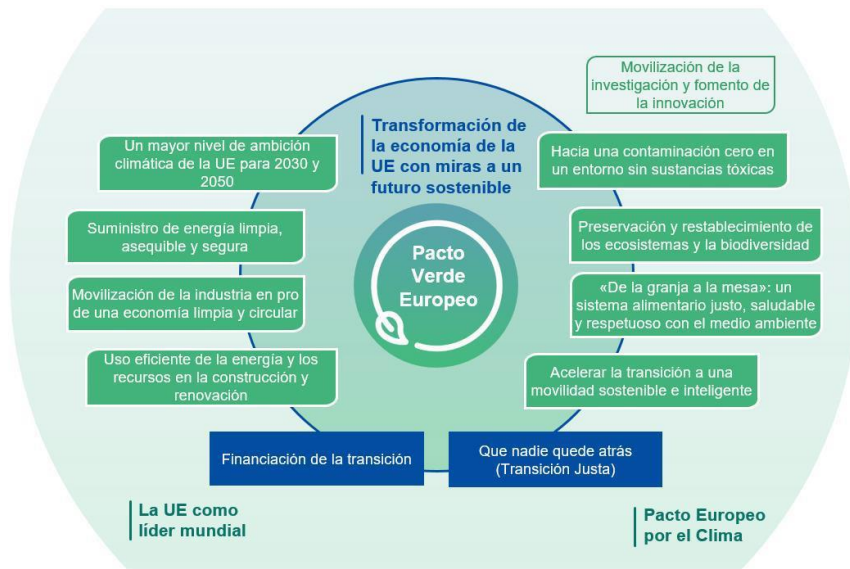 Movilización de la
investigación y fomento de
la innovación
Transformación de
la economía de la
UE con miras a un
futuro sostenible
Un mayor nivel de ambición
climática de la UE para 2030 y
2050
Hacia una contaminación cero en
un entorno sin sustancias tóxicas
Suministro de energía limpia,
asequible y segura
Preservación y restablecimiento de
los ecosistemas y la biodiversidad
Pacto
Verde
Europeo
Movilización de la industria en pro
de una economía limpia y circular
«De la granja a la mesa»: un
sistema alimentario justo, saludable
y respetuoso con el medio ambiente
Uso eficiente de la energía y los
recursos en la construcción y
renovación
Acelerar la transición a una
movilidad sostenible e inteligente
Financiación de la transición
Que nadie quede atrás
(Transición Justa)
La UE como
líder mundial
Pacto Europeo
por el Clima